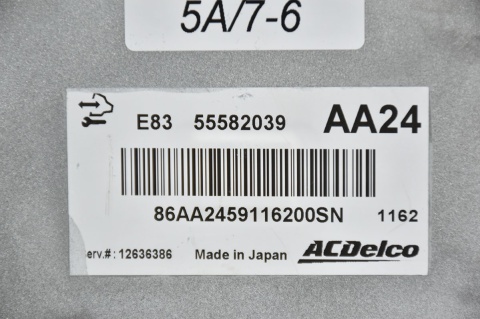 5A/7-6
E83 55582039 AA24
86AA2459116200SN 1162
erv.#: 12636386 Made in Japan ACDelco